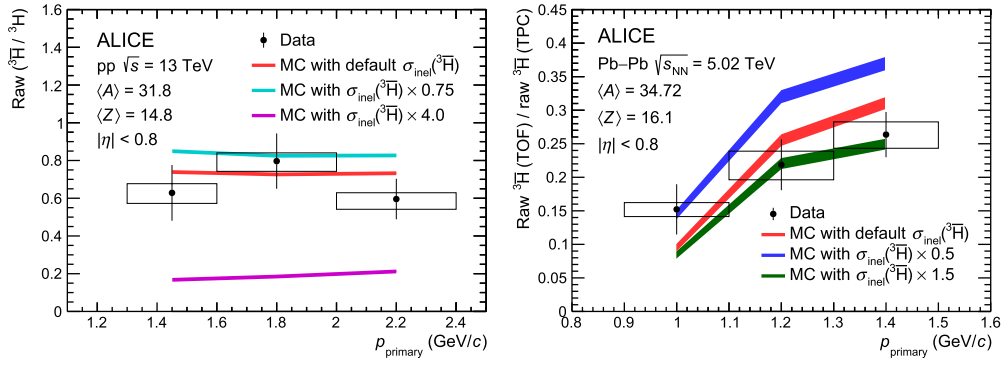 Raw (³H̅ / ³H)
ALICE
pp √s = 13 TeV
⟨A⟩ = 31.8
⟨Z⟩ = 14.8
|η| < 0.8
Data
MC with default σinel(³H̅)
MC with σinel(³H̅) × 0.75
MC with σinel(³H̅) × 4.0
1.6
1.4
1.2
1
0.8
0.6
0.4
0.2
0
1.2 1.4 1.6 1.8 2 2.2 2.4
pprimary (GeV/c)
Raw ³H̅ (TOF) / raw ³H̅ (TPC)
ALICE
Pb–Pb √sNN = 5.02 TeV
⟨A⟩ = 34.72
⟨Z⟩ = 16.1
|η| < 0.8
Data
MC with default σinel(³H̅)
MC with σinel(³H̅) × 0.5
MC with σinel(³H̅) × 1.5
0.45
0.4
0.35
0.3
0.25
0.2
0.15
0.1
0.05
0
0.8 0.9 1 1.1 1.2 1.3 1.4 1.5 1.6
pprimary (GeV/c)